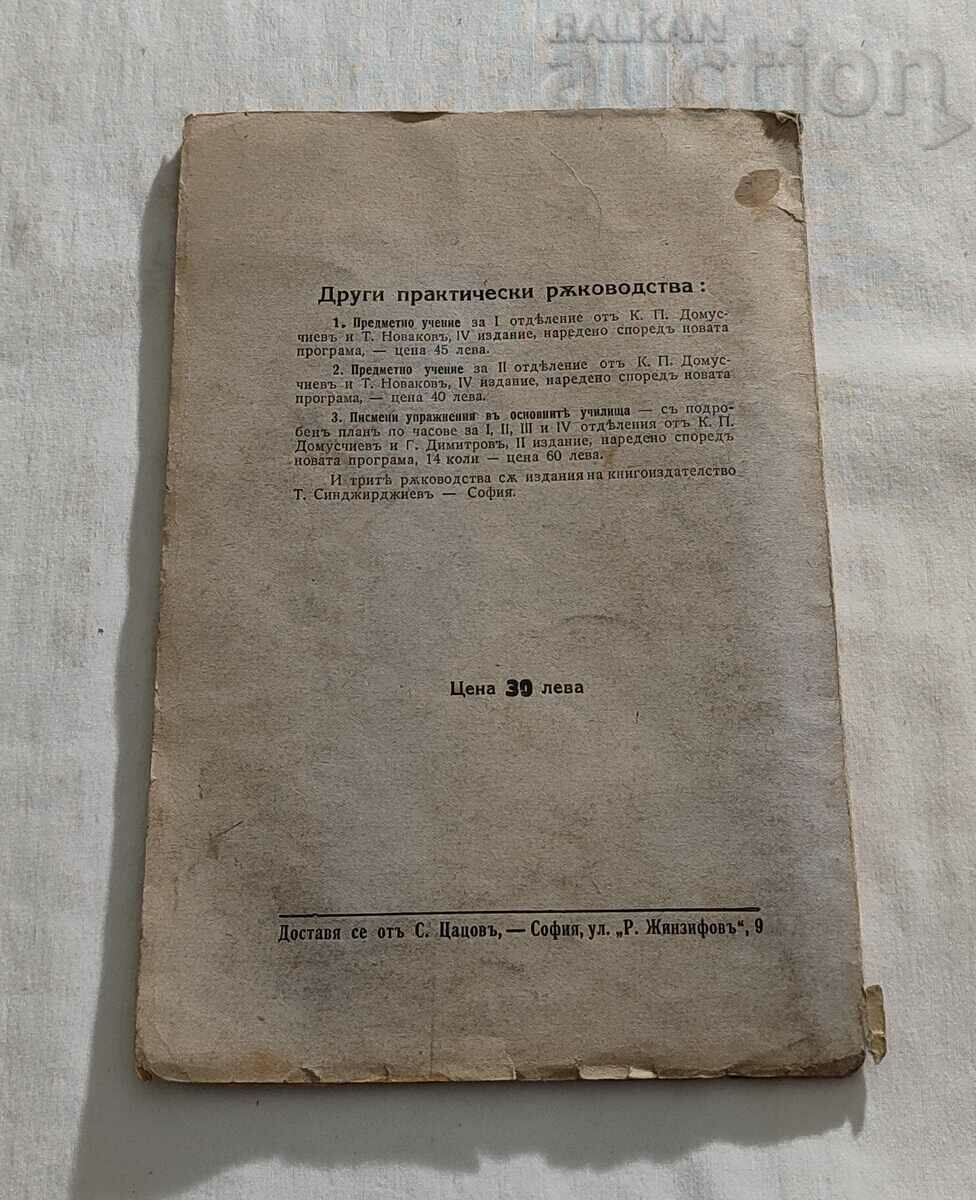 BALKAN
auction
Други практически рѫководства:
1. Предметно учение за I отдѣление отъ К. П. Домус-
чиевъ и Т. Новаковъ, IV издание, наредено споредъ новата
програма, — цена 45 лева.
2. Предметно учение за II отдѣление отъ К. П. Домус-
чиевъ и Т. Новаковъ, IV издание, наредено споредъ новата
програма, — цена 40 лева.
3. Писмени упражнения въ основнитѣ училища — съ подро-
бенъ планъ по часове за I, II, III и IV отдѣления отъ К. П.
Домусчиев и Г. Димитровъ, II издание, наредено споредъ
новата програма, 14 коли — цена 60 лева.
И тритѣ рѫководства сѫ издания на книгоиздателство
Т. Синджирджиевъ — София.
Цена 30 лева
Доставя се отъ С. Цацовъ, — София, ул. „Р. Жинзифовъ“, 9